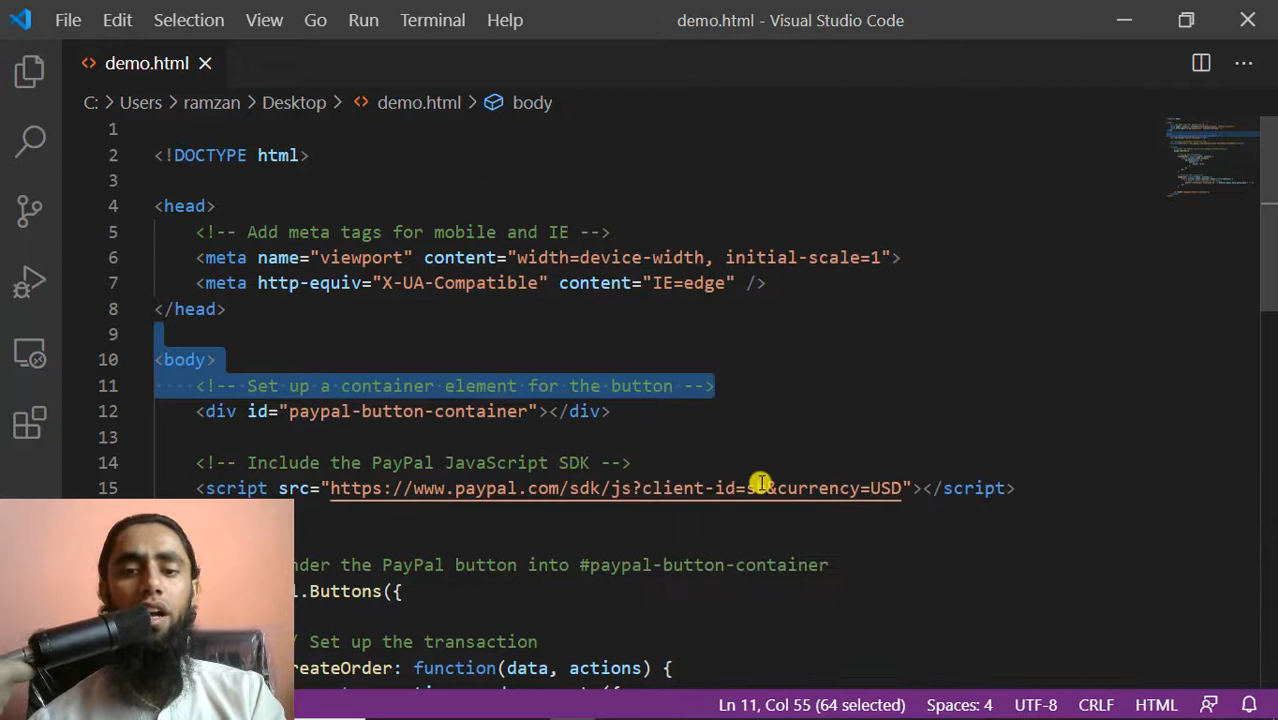 File Edit Selection View Go Run Terminal Help demo.html - Visual Studio Code
demo.html
C: > Users > ramzan > Desktop > demo.html > body
1
2 <!DOCTYPE html>
3
4 <head>
5 <!-- Add meta tags for mobile and IE -->
6 <meta name="viewport" content="width=device-width, initial-scale=1">
7 <meta http-equiv="X-UA-Compatible" content="IE=edge" />
8 </head>
9
10 <body>
11 <!-- Set up a container element for the button -->
12 <div id="paypal-button-container"></div>
13
14 <!-- Include the PayPal JavaScript SDK -->
15 <script src="https://www.paypal.com/sdk/js?client-id=sb&currency=USD"></script>
the PayPal button into #paypal-button-container
.Buttons({
/ Set up the transaction
reateOrder: function(data, actions) {
Ln 11, Col 55 (64 selected) Spaces: 4 UTF-8 CRLF HTML